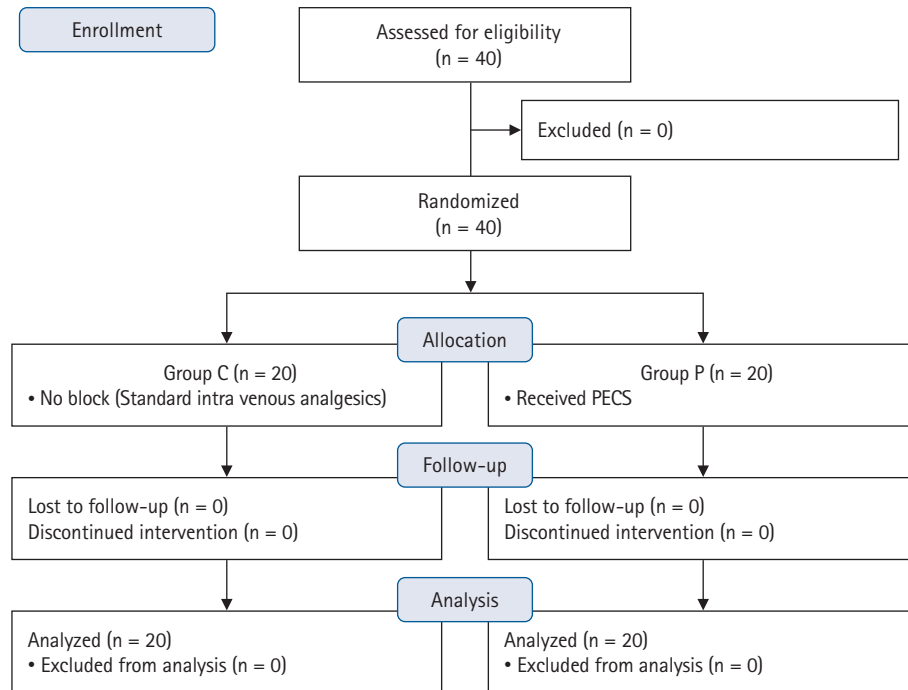 Enrollment
Assessed for eligibility
(n = 40)
Excluded (n = 0)
Randomized
(n = 40)
Allocation
Group C (n = 20)
• No block (Standard intra venous analgesics)
Group P (n = 20)
• Received PECS
Follow-up
Lost to follow-up (n = 0)
Discontinued intervention (n = 0)
Lost to follow-up (n = 0)
Discontinued intervention (n = 0)
Analysis
Analyzed (n = 20)
• Excluded from analysis (n = 0)
Analyzed (n = 20)
• Excluded from analysis (n = 0)